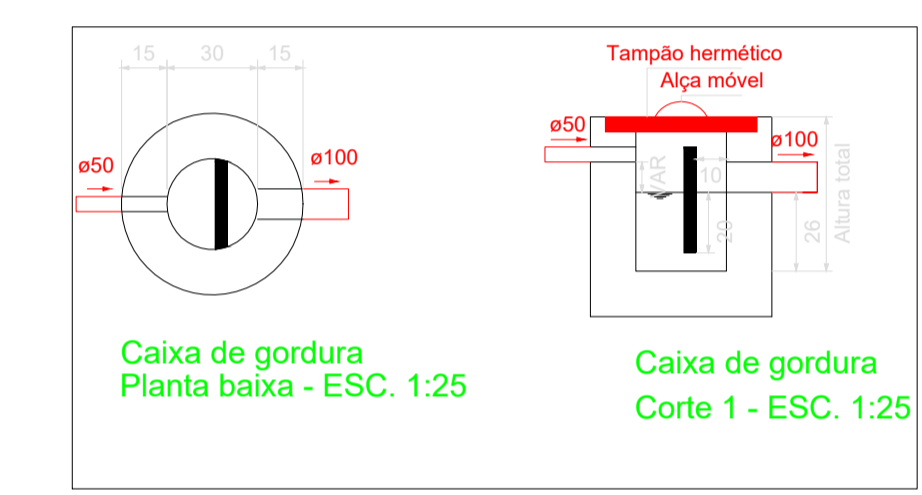 15 30 15
ø50
ø100
Caixa de gordura
Planta baixa - ESC. 1:25
Tampão hermético
Alça móvel
ø50
ø100
VAR
10
20
26
Altura total
Caixa de gordura
Corte 1 - ESC. 1:25